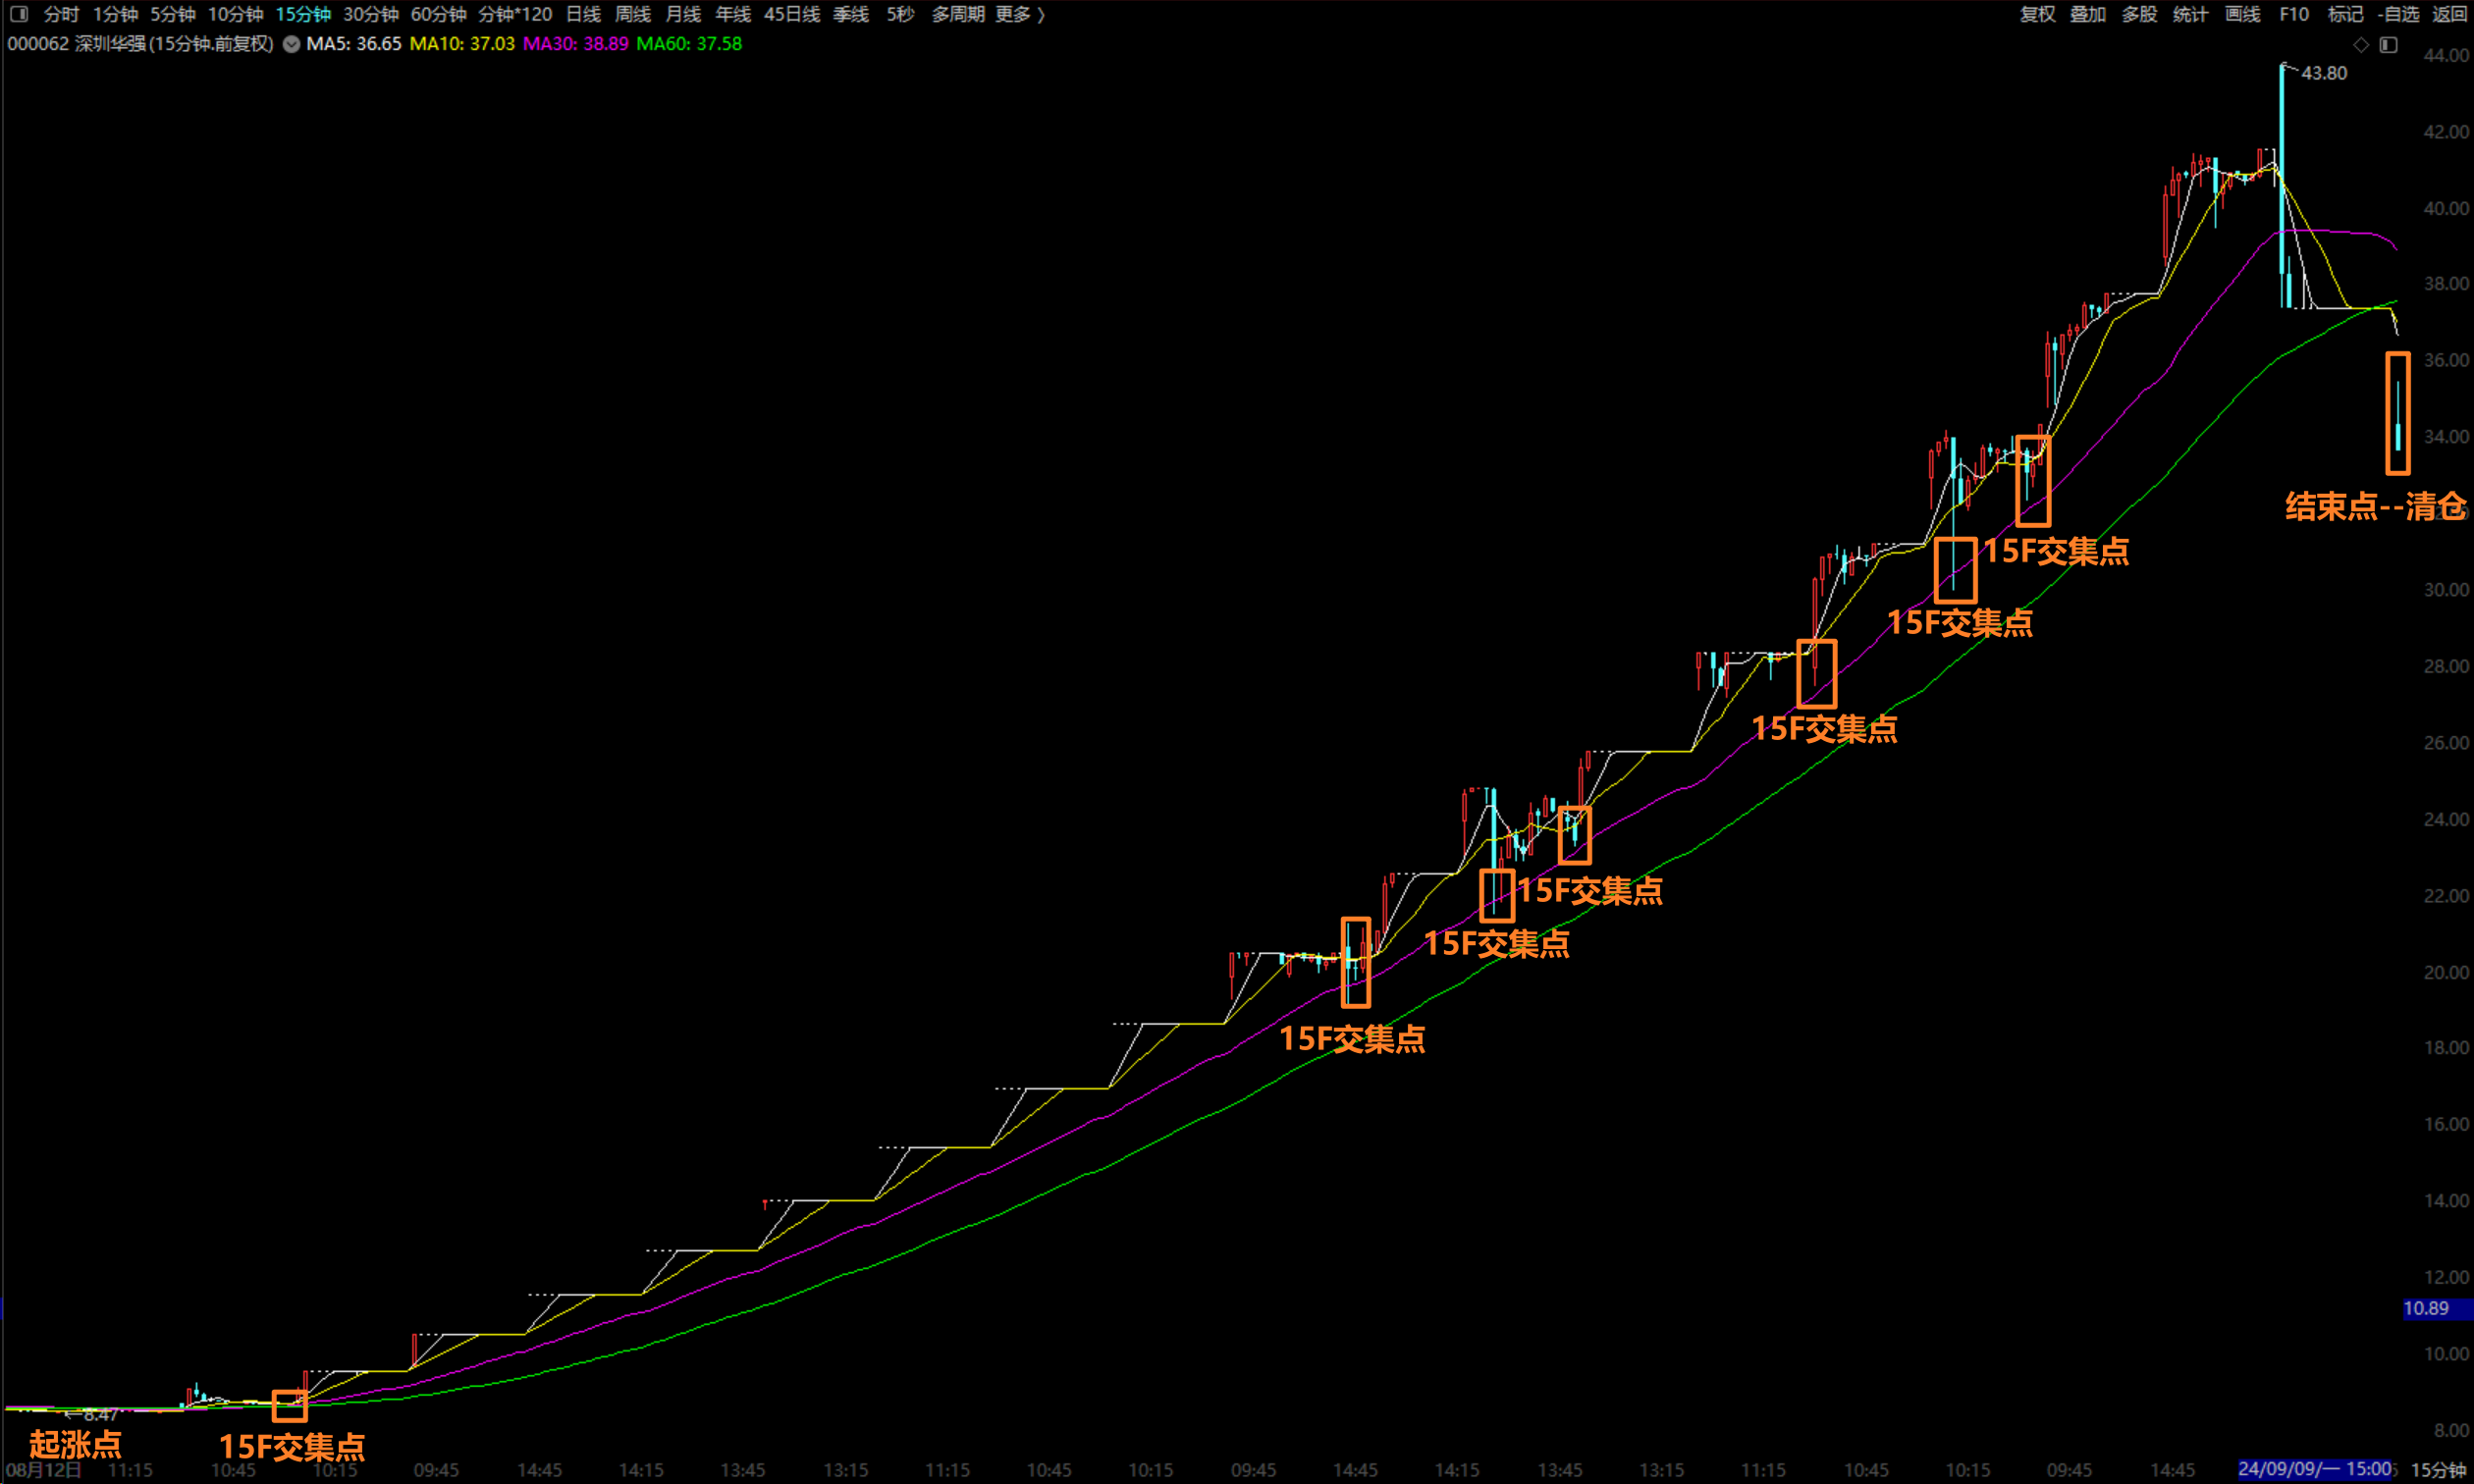 分时 1分钟 5分钟 10分钟 15分钟 30分钟 60分钟 分钟*120 日线 周线 月线 年线 45日线 季线 5秒 多周期 更多 〉 复权 叠加 多股 统计 画线 F10 标记 -自选 返回
000062 深圳华强(15分钟.前复权) MA5: 36.65 MA10: 37.03 MA30: 38.89 MA60: 37.58
44.00
43.80
42.00
40.00
38.00
36.00
34.00
结束点--清仓
15F交集点
30.00
15F交集点
28.00
15F交集点
26.00
24.00
15F交集点
22.00
15F交集点
20.00
15F交集点
18.00
16.00
14.00
12.00
10.89
10.00
8.47
8.00
起涨点 15F交集点
08月12日 11:15 10:45 10:15 09:45 14:45 14:15 13:45 13:15 11:15 10:45 10:15 09:45 14:45 14:15 13:45 13:15 11:15 10:45 10:15 09:45 14:45 24/09/09/一 15:00 15分钟